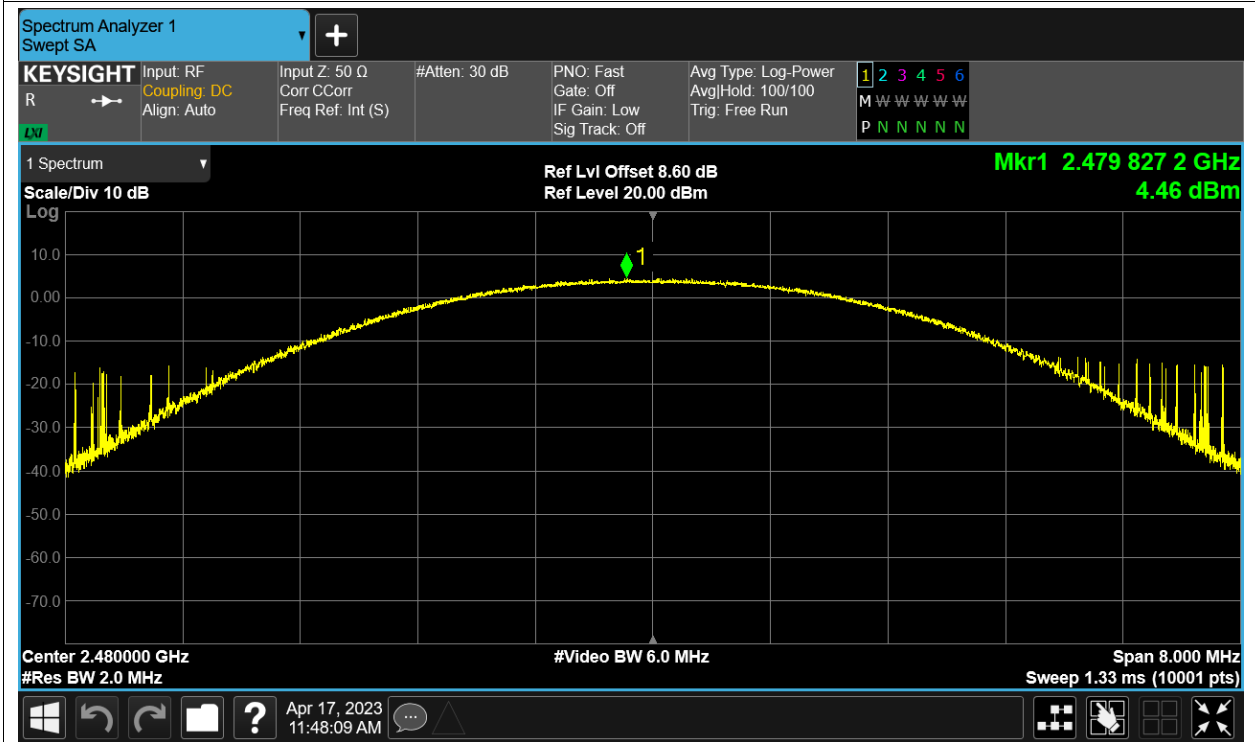 Spectrum Analyzer 1
Swept SA
+
KEYSIGHT
R
LXI
Input: RF
Coupling: DC
Align: Auto
Input Z: 50 Ω
Corr CCorr
Freq Ref: Int (S)
#Atten: 30 dB
PNO: Fast
Gate: Off
IF Gain: Low
Sig Track: Off
Avg Type: Log-Power
Avg|Hold: 100/100
Trig: Free Run
1 2 3 4 5 6
M W W W W W
P N N N N N
1 Spectrum
Scale/Div 10 dB
Log
Ref Lvl Offset 8.60 dB
Ref Level 20.00 dBm
Mkr1 2.479 827 2 GHz
4.46 dBm
1
10.0
0.00
-10.0
-20.0
-30.0
-40.0
-50.0
-60.0
-70.0
Center 2.480000 GHz
#Res BW 2.0 MHz
#Video BW 6.0 MHz
Span 8.000 MHz
Sweep 1.33 ms (10001 pts)
?
Apr 17, 2023
11:48:09 AM